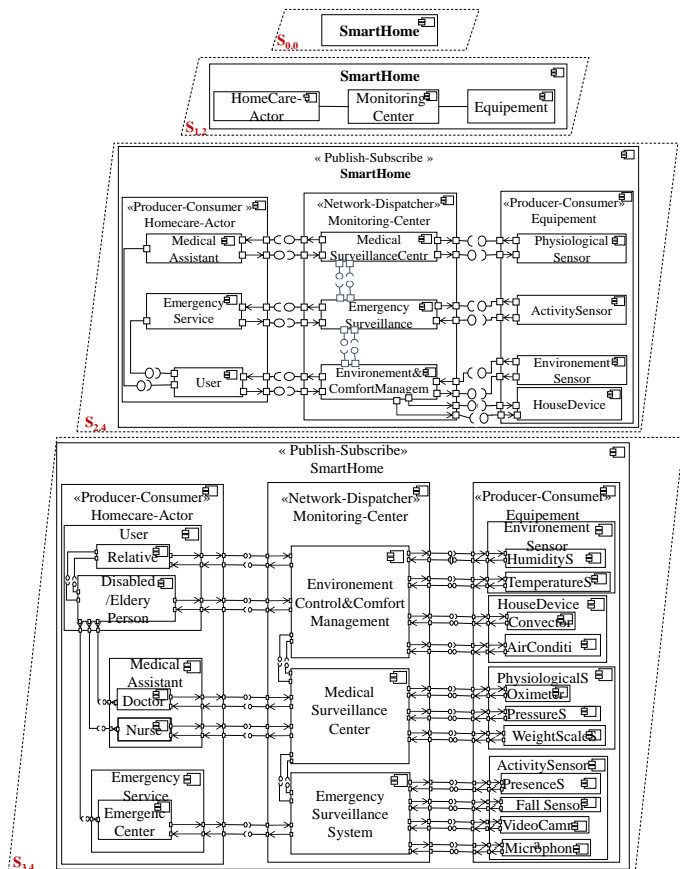 SmartHome
S0.0
SmartHome
HomeCare-
Actor
Monitoring
Center
Equipement
S1.2
« Publish-Subscribe »
SmartHome
«Producer-Consumer»
Homecare-Actor
«Network-Dispatcher»
Monitoring-Center
«Producer-Consumer»
Equipement
Medical
Assistant
Medical
SurveillanceCentr
Physiological
Sensor
Emergency
Service
Emergency
Surveillance
ActivitySensor
User
Environement&
ComfortManagem
Environement
Sensor
HouseDevice
S2.4
« Publish-Subscribe»
SmartHome
«Producer-Consumer»
Homecare-Actor
«Network-Dispatcher»
Monitoring-Center
«Producer-Consumer»
Equipement
User
Relative
Disabled
/Eldery
Person
Environement
Control&Comfort
Management
Environement
Sensor
HumidityS
TemperatureS
HouseDevice
Convector
AirConditi
Medical
Assistant
Doctor
Nurse
Medical
Surveillance
Center
PhysiologicalS
Oximeter
PressureS
WeightScaleS
Emergency
Service
Emergenc
Center
Emergency
Surveillance
System
ActivitySensor
PresenceS
Fall Sensor
VideoCamr
a
Microphon
S3.4